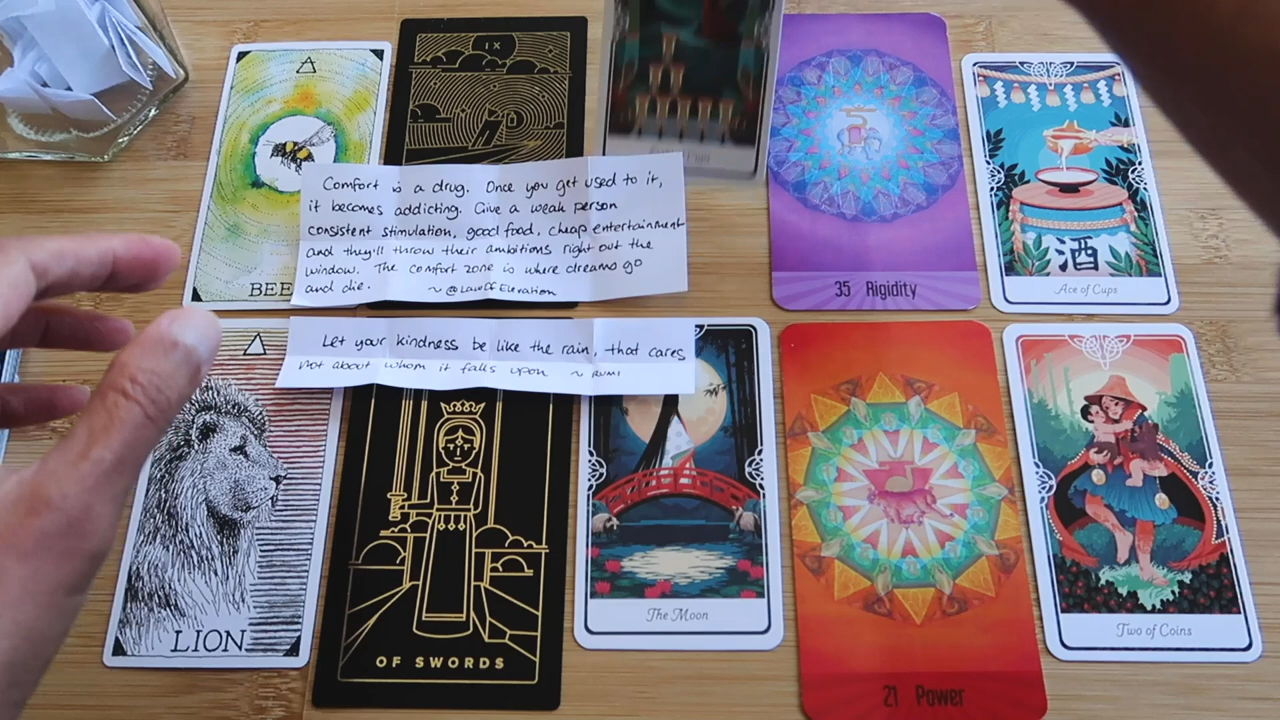 IX
Comfort is a drug. Once you get used to it,
it becomes addicting. Give a weak person
consistent stimulation, good food, cheap entertainment
and they'll throw their ambitions right out the
window. The comfort zone is where dreams go
and die. ~ @LawOfElevation
BEE
35 Rigidity
酒
Ace of Cups
Let your kindness be like the rain, that cares
not about whom it falls upon ~ RUMI
LION
OF SWORDS
The Moon
21 Power
Two of Coins